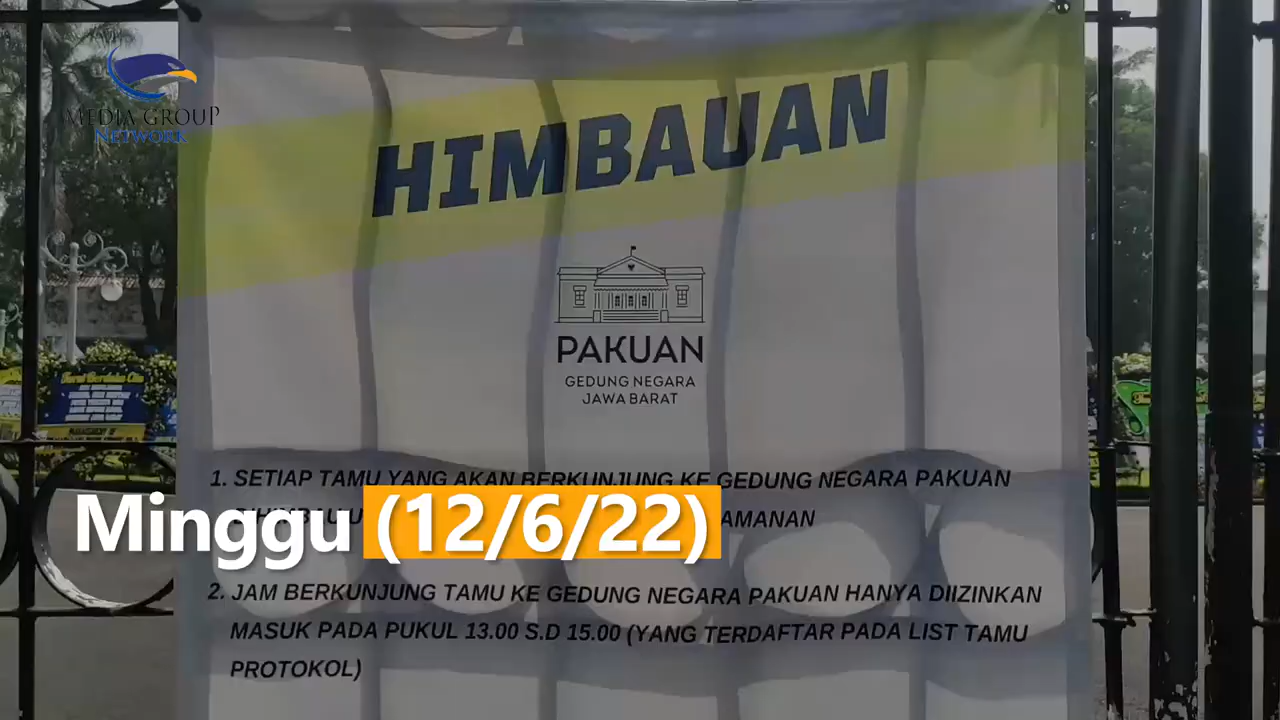 MEDIA GROUP
NETWORK
HIMBAUAN
PAKUAN
GEDUNG NEGARA
JAWA BARAT
1. SETIAP TAMU YANG AKAN BERKUNJUNG KE GEDUNG NEGARA PAKUAN
AMANAN
Minggu (12/6/22)
2. JAM BERKUNJUNG TAMU KE GEDUNG NEGARA PAKUAN HANYA DIIZINKAN
MASUK PADA PUKUL 13.00 S.D 15.00 (YANG TERDAFTAR PADA LIST TAMU
PROTOKOL)